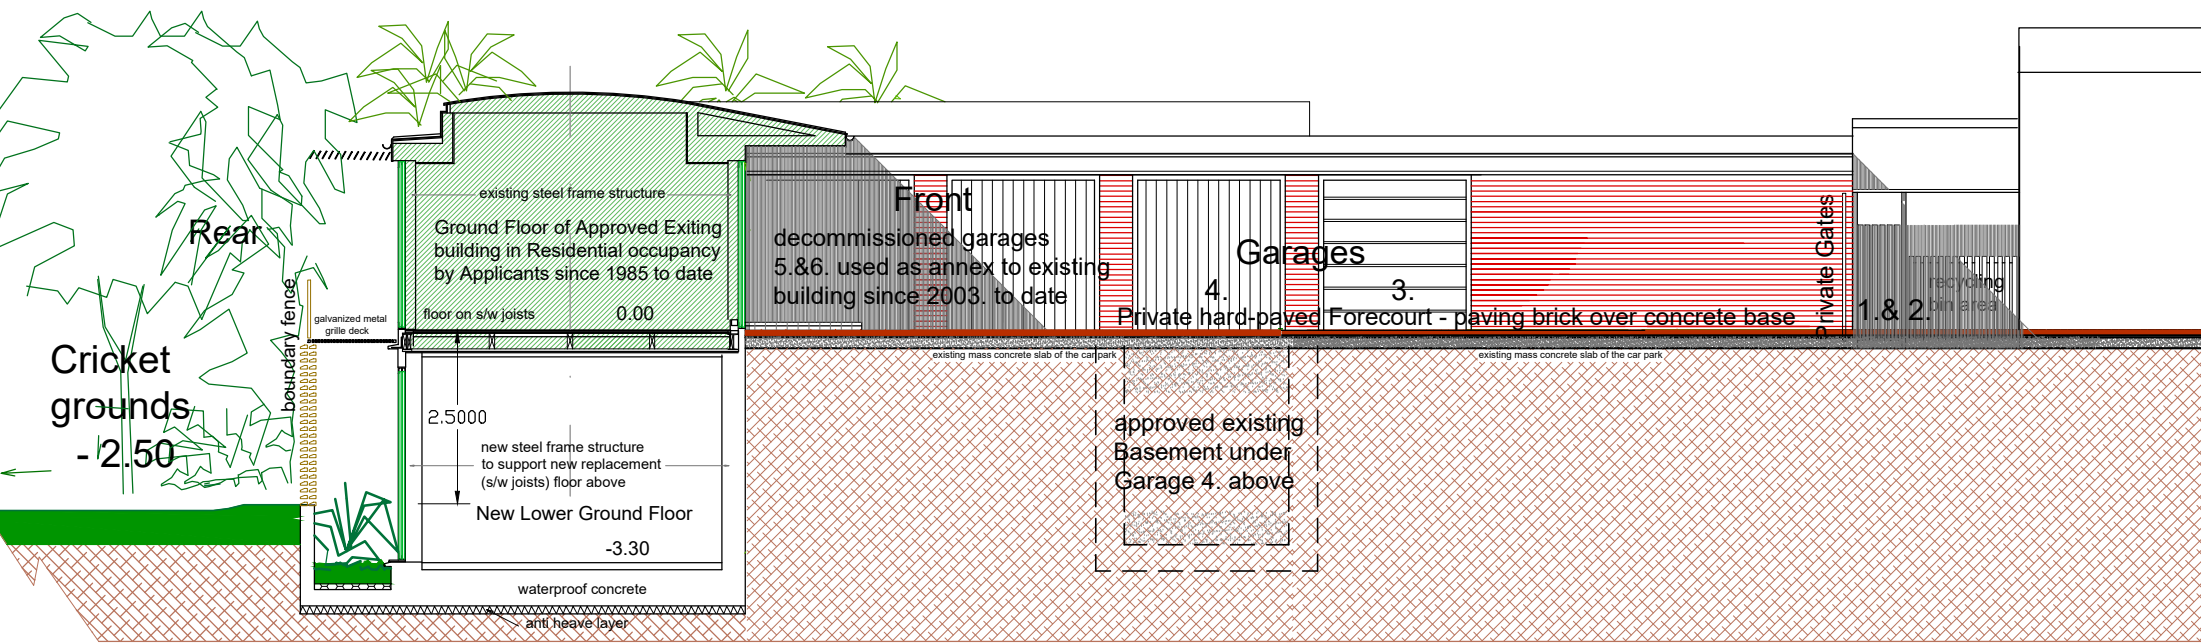 existing steel frame structure
Ground Floor of Approved Exiting
building in Residential occupancy
by Applicants since 1985 to date
floor on s/w joists
0.00
Rear
galvanized metal
grille deck
boundary fence
Cricket
grounds
- 2.50
2.5000
new steel frame structure
to support new replacement
(s/w joists) floor above
New Lower Ground Floor
-3.30
waterproof concrete
anti heave layer
Front
decommissioned garages
5.&6. used as annex to existing
building since 2003. to date
Garages
4.
3.
Private hard-paved Forecourt - paving brick over concrete base
existing mass concrete slab of the car park
existing mass concrete slab of the car park
approved existing
Basement under
Garage 4. above
Private Gates
1.& 2.
recycling
bin area